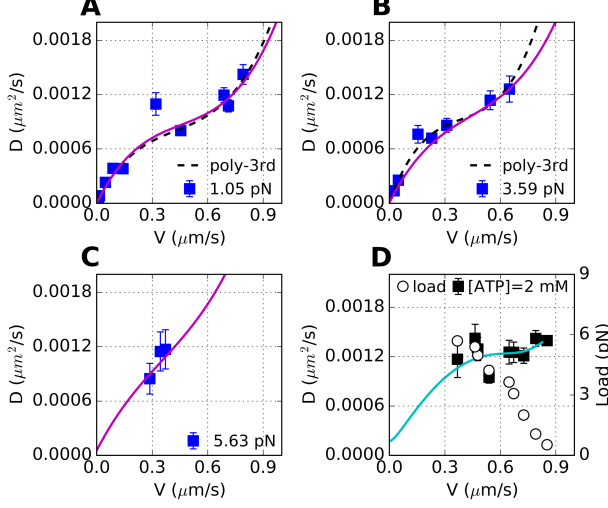 A
D (μm²/s)
0.0018
0.0012
0.0006
0.0000
poly-3rd
1.05 pN
0.0 0.3 0.6 0.9
V (μm/s)
B
D (μm²/s)
0.0018
0.0012
0.0006
0.0000
poly-3rd
3.59 pN
0.0 0.3 0.6 0.9
V (μm/s)
C
D (μm²/s)
0.0018
0.0012
0.0006
0.0000
5.63 pN
0.0 0.3 0.6 0.9
V (μm/s)
D
D (μm²/s)
0.0018
0.0012
0.0006
0.0000
load [ATP]=2 mM
9
6
3
0
Load (pN)
0.0 0.3 0.6 0.9
V (μm/s)